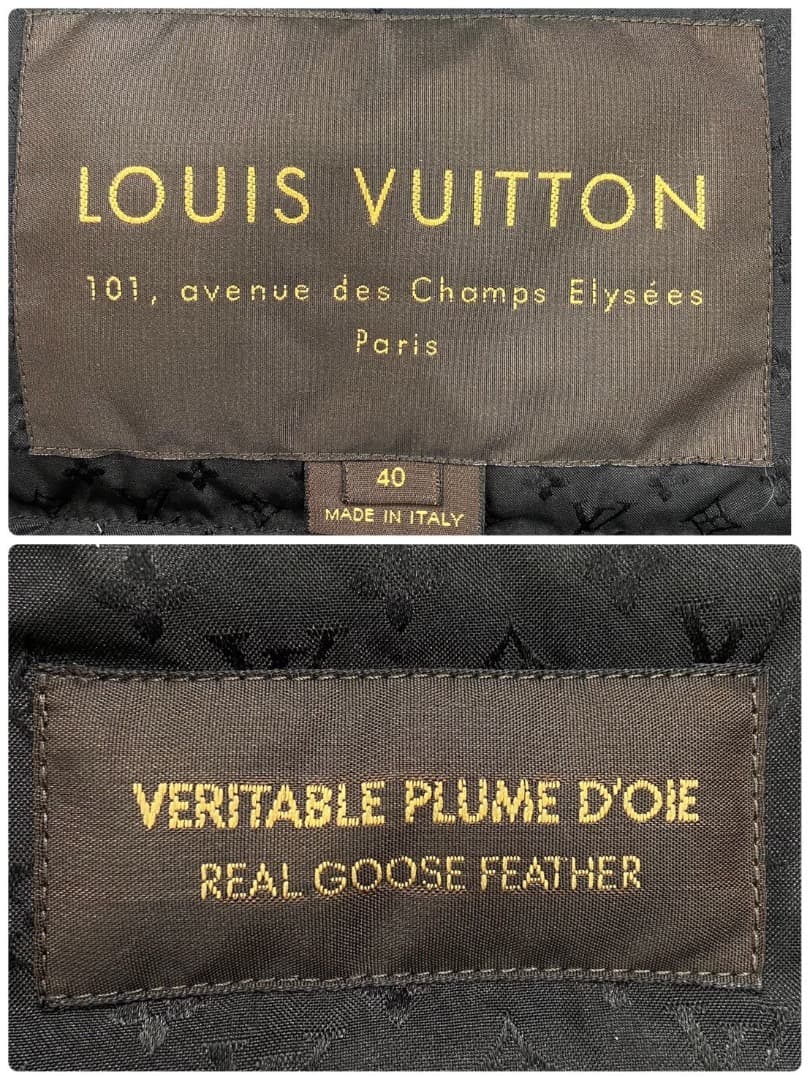 LOUIS VUITTON
101, avenue des Champs Elysées
Paris
40
MADE IN ITALY
VERITABLE PLUME D'OIE
REAL GOOSE FEATHER